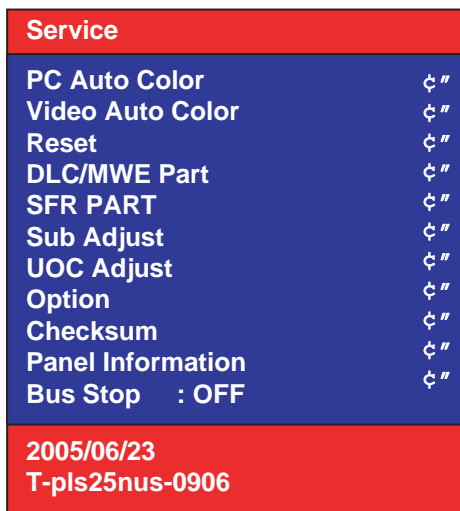 Service
PC Auto Color ¢″
Video Auto Color ¢″
Reset ¢″
DLC/MWE Part ¢″
SFR PART ¢″
Sub Adjust ¢″
UOC Adjust ¢″
Option ¢″
Checksum ¢″
Panel Information ¢″
Bus Stop : OFF ¢″
2005/06/23
T-pls25nus-0906